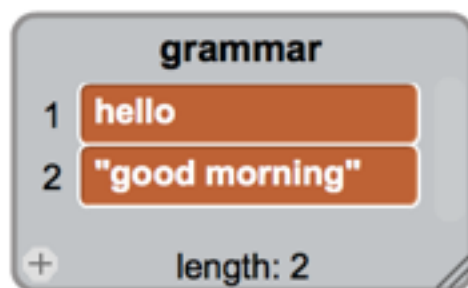 grammar
1 hello
2 "good morning"
+ length: 2